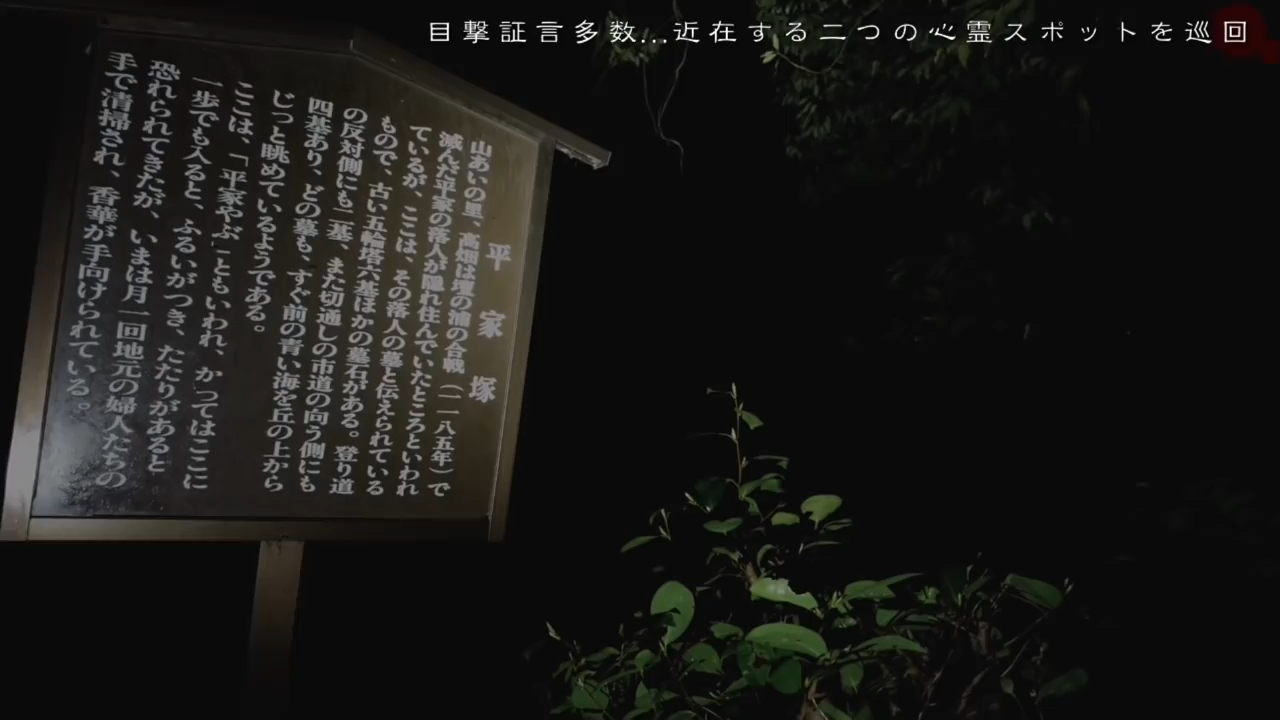 目撃証言多数...近在する二つの心霊スポットを巡回
平家塚
山あいの里、高畑は壇の浦の合戦（一一八五年）で
滅んだ平家の落人が隠れ住んでいたところといわれ
ているが、ここは、その落人の墓と伝えられている
もので、古い五輪塔六基ほかの墓石がある。登り道
の反対側にも二基、また切通しの市道の向う側にも
四基あり、どの墓も、すぐ前の青い海を丘の上から
じっと眺めているようである。
ここは、「平家やぶ」ともいわれ、かつてはここに
一歩でも入ると、ふるいがつき、たたりがあると
恐れられてきたが、いまは月一回地元の婦人たちの
手で清掃され、香華が手向けられている。